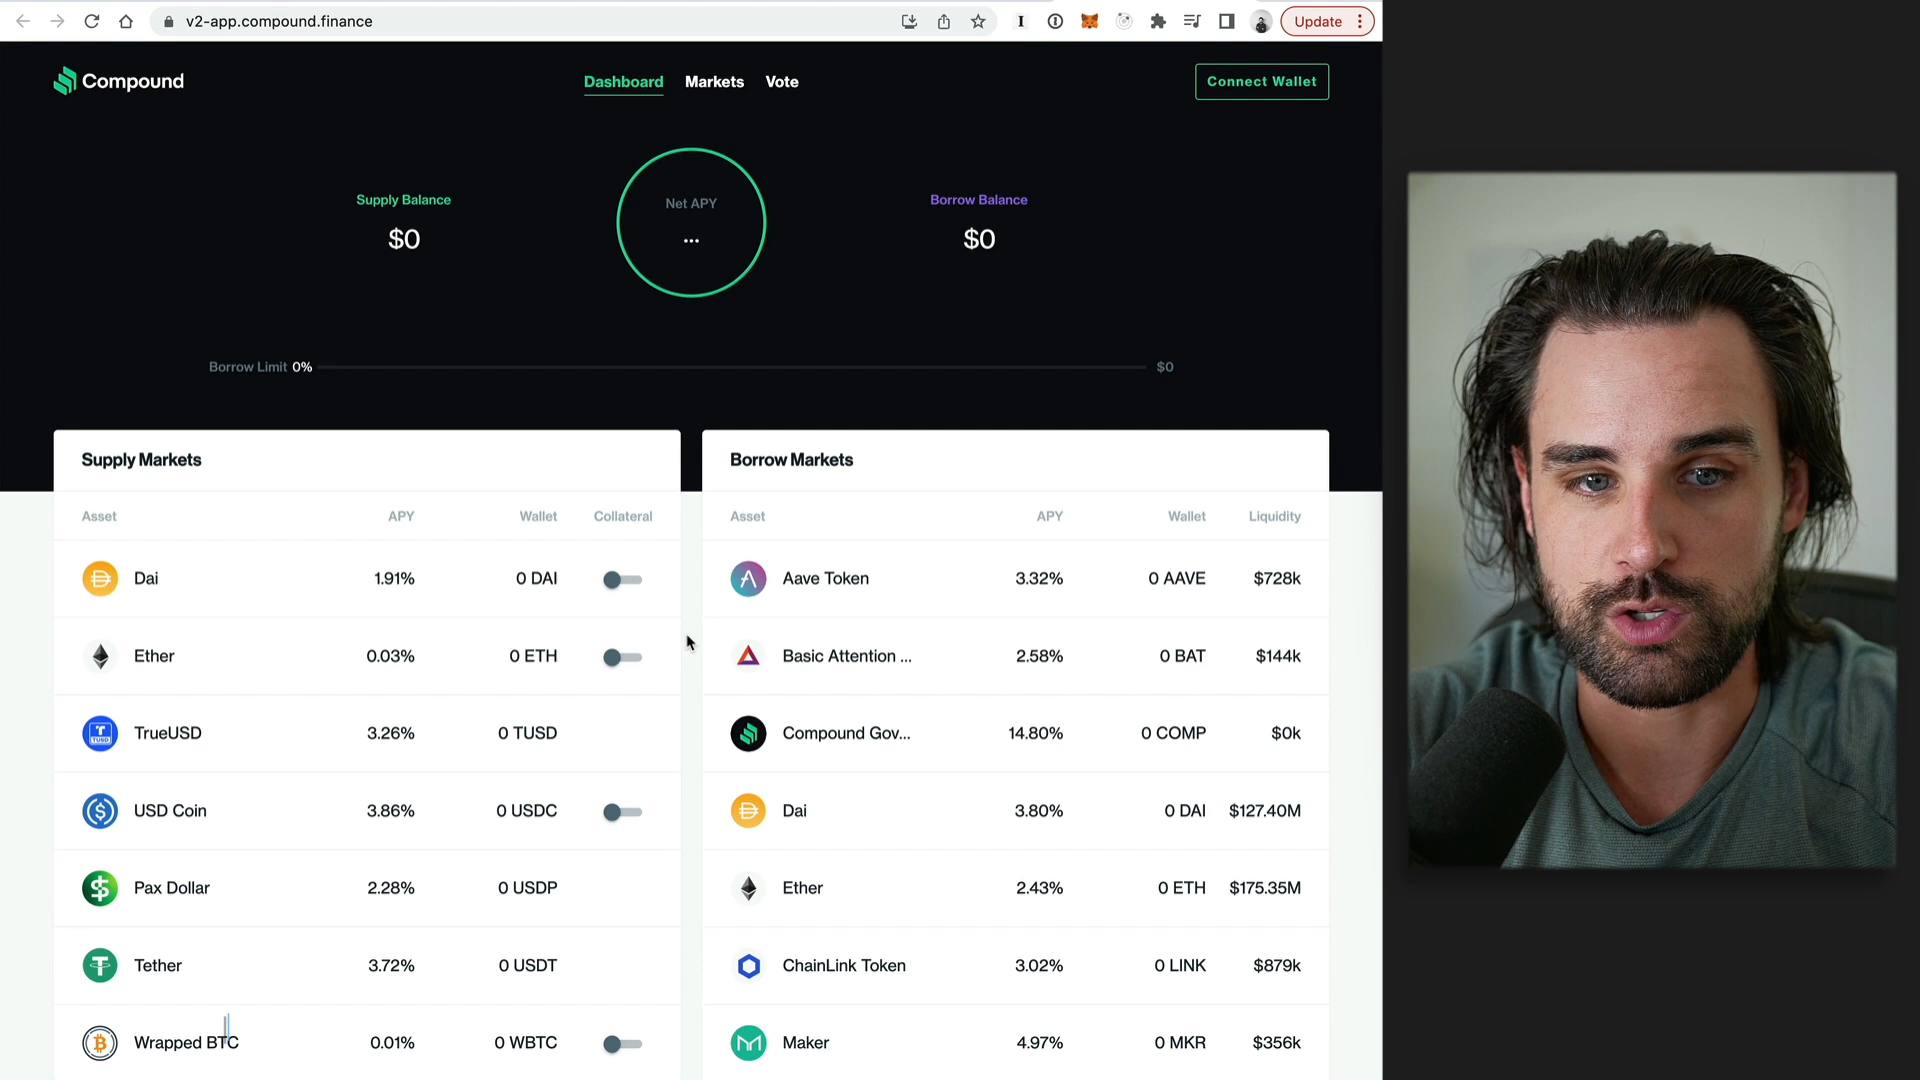 v2-app.compound.finance
Update
Compound
Dashboard Markets Vote
Connect Wallet
Supply Balance
$0
Net APY
...
Borrow Balance
$0
Borrow Limit 0%
$0
Supply Markets
Asset APY Wallet Collateral
Dai 1.91% 0 DAI
Ether 0.03% 0 ETH
TrueUSD 3.26% 0 TUSD
USD Coin 3.86% 0 USDC
Pax Dollar 2.28% 0 USDP
Tether 3.72% 0 USDT
Wrapped BTC 0.01% 0 WBTC
Borrow Markets
Asset APY Wallet Liquidity
Aave Token 3.32% 0 AAVE $728k
Basic Attention ... 2.58% 0 BAT $144k
Compound Gov... 14.80% 0 COMP $0k
Dai 3.80% 0 DAI $127.40M
Ether 2.43% 0 ETH $175.35M
ChainLink Token 3.02% 0 LINK $879k
Maker 4.97% 0 MKR $356k